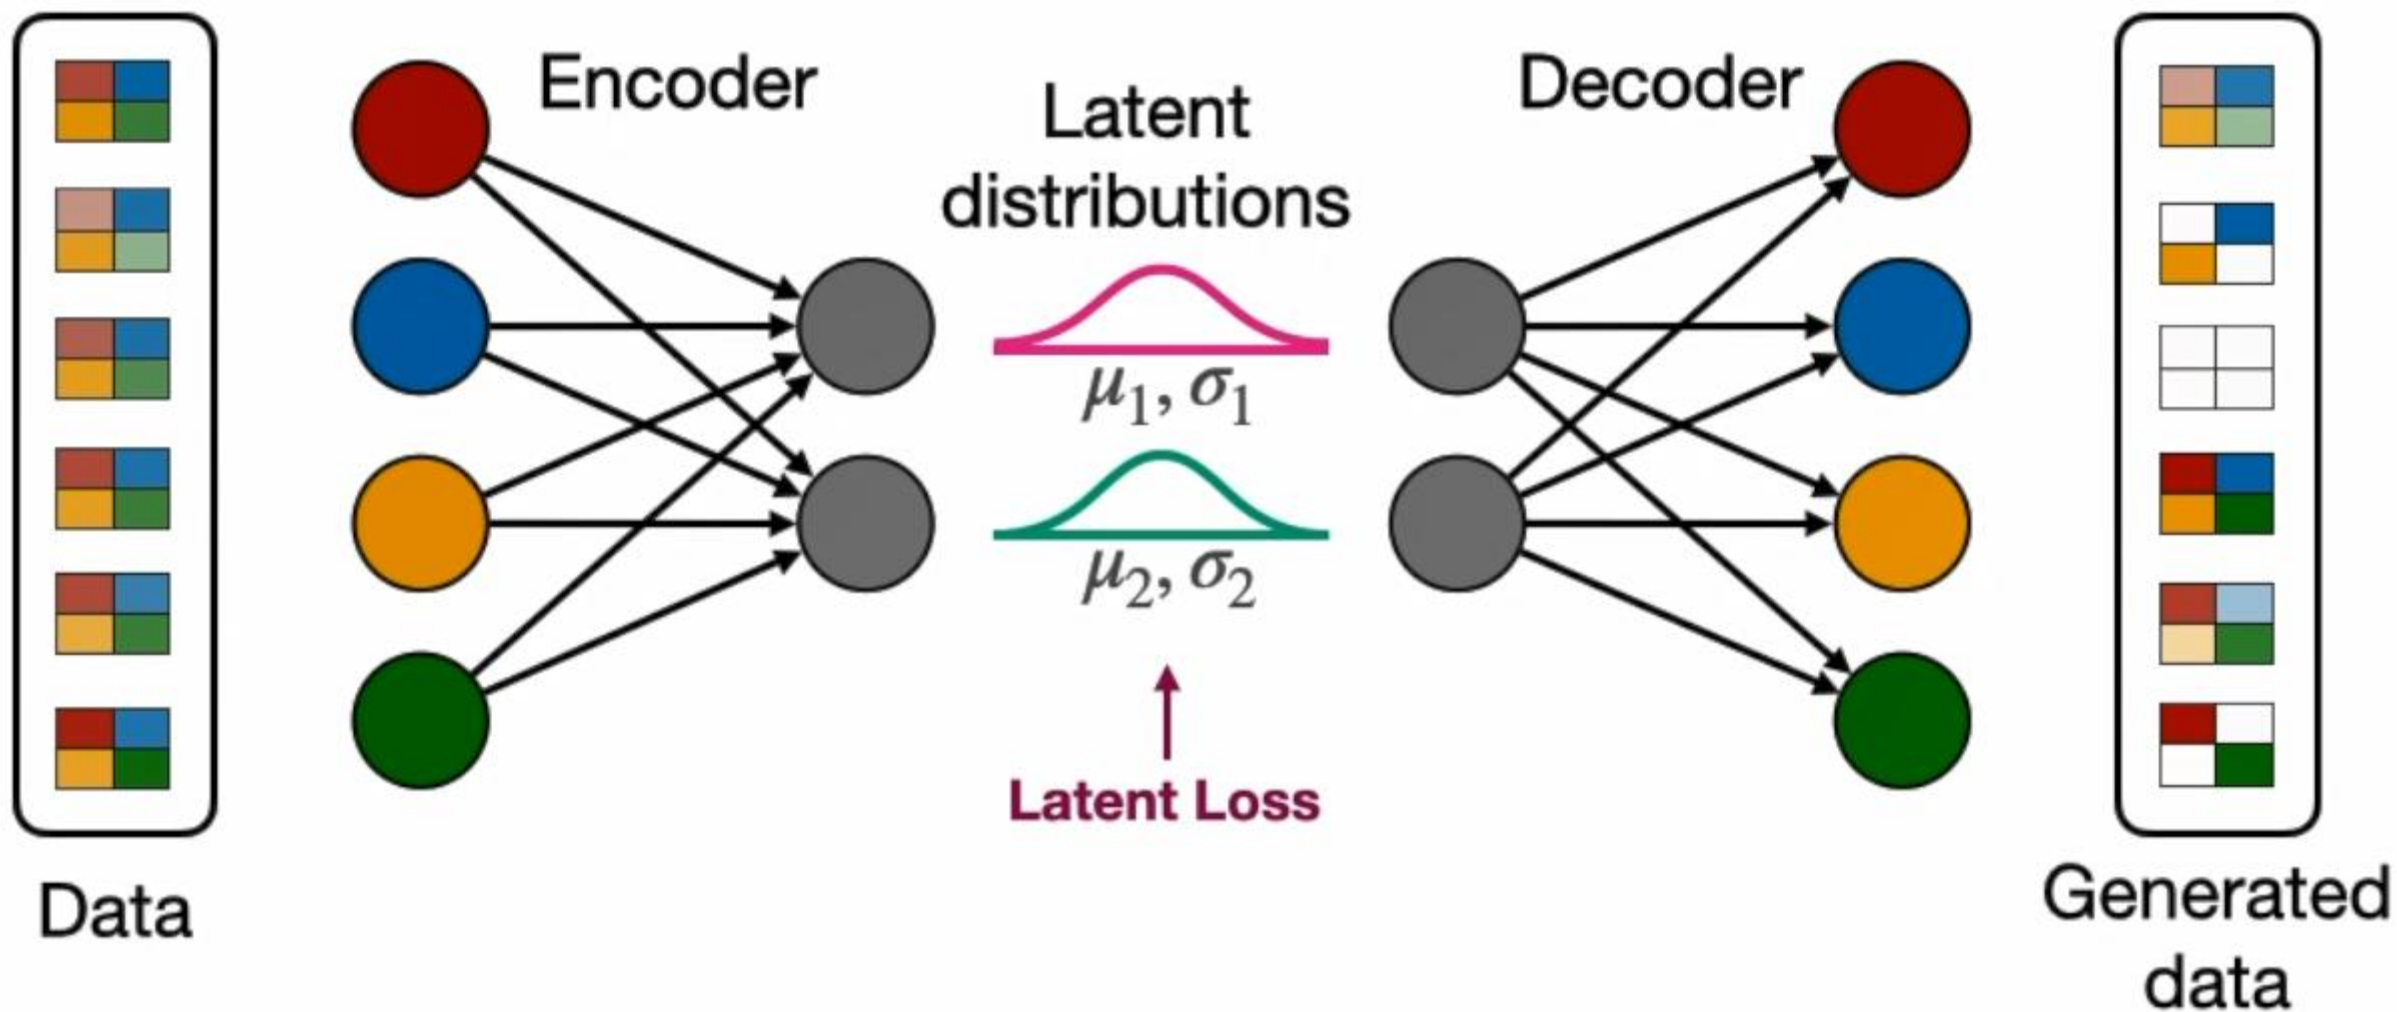 Encoder
Latent
distributions
Decoder
μ1, σ1
μ2, σ2
Latent Loss
Data
Generated
data